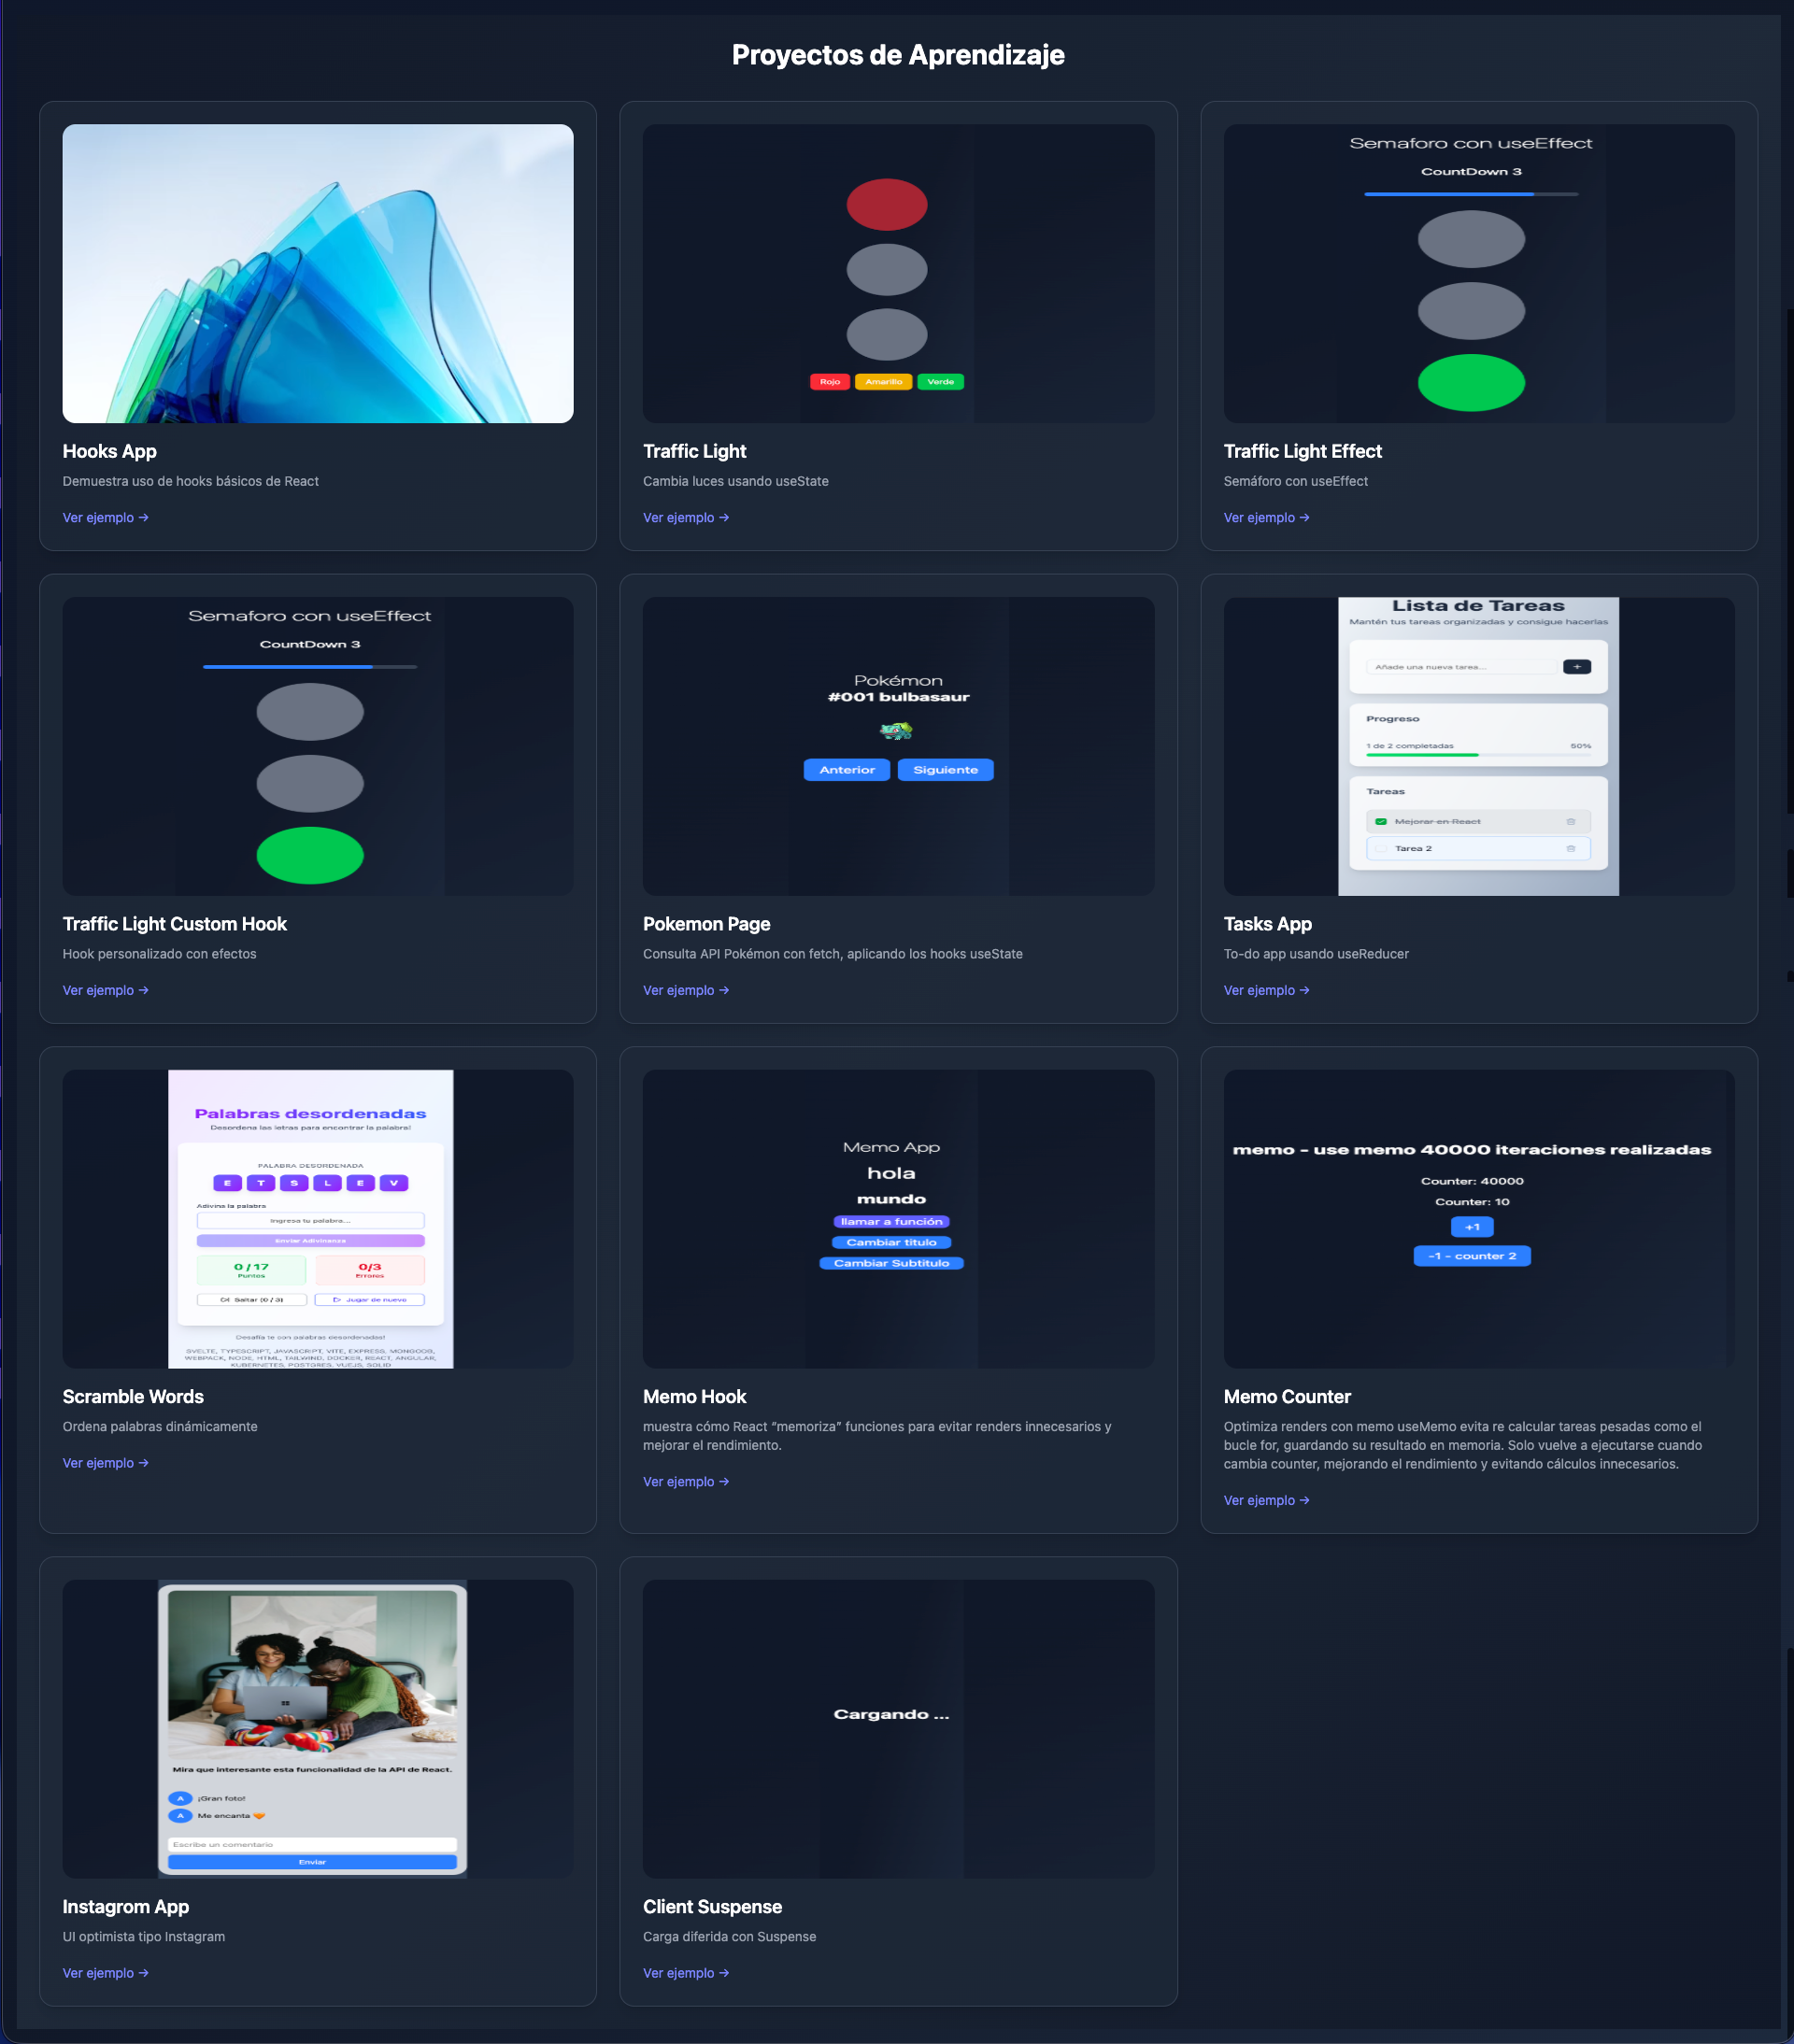 Proyectos de Aprendizaje
Rojo
Amarillo
Verde
Semaforo con useEffect
CountDown 3
Hooks App
Demuestra uso de hooks básicos de React
Ver ejemplo →
Traffic Light
Cambia luces usando useState
Ver ejemplo →
Traffic Light Effect
Semáforo con useEffect
Ver ejemplo →
Semaforo con useEffect
CountDown 3
Pokémon
#001 bulbasaur
Anterior
Siguiente
Lista de Tareas
Mantén tus tareas organizadas y consigue hacerlas
Añade una nueva tarea...
+
Progreso
1 de 2 completadas
50%
Tareas
Mejorar en React
Tarea 2
Traffic Light Custom Hook
Hook personalizado con efectos
Ver ejemplo →
Pokemon Page
Consulta API Pokémon con fetch, aplicando los hooks useState
Ver ejemplo →
Tasks App
To-do app usando useReducer
Ver ejemplo →
Palabras desordenadas
Desordena las letras para encontrar la palabra!
PALABRA DESORDENADA
E T S L E V
Adivina la palabra
Ingresa tu palabra...
Enviar Adivinanza
0 / 17
Puntos
0/3
Errores
Saltar (0 / 3)
Jugar de nuevo
Desafía te con palabras desordenadas!
SVELTE, TYPESCRIPT, JAVASCRIPT, VITE, EXPRESS, MONGOOS,
WEBPACK, NODE, HTML, TAILWIND, DOCKER, REACT, ANGULAR,
KUBERNETES, POSTGRES, VUEJS, SOLID
Memo App
hola
mundo
llamar a función
Cambiar titulo
Cambiar Subtitulo
memo - use memo 40000 iteraciones realizadas
Counter: 40000
Counter: 10
+1
-1 - counter 2
Scramble Words
Ordena palabras dinámicamente
Ver ejemplo →
Memo Hook
muestra cómo React “memoriza” funciones para evitar renders innecesarios y
mejorar el rendimiento.
Ver ejemplo →
Memo Counter
Optimiza renders con memo useMemo evita re calcular tareas pesadas como el
bucle for, guardando su resultado en memoria. Solo vuelve a ejecutarse cuando
cambia counter, mejorando el rendimiento y evitando cálculos innecesarios.
Ver ejemplo →
Mira que interesante esta funcionalidad de la API de React.
A ¡Gran foto!
A Me encanta 🧡
Escribe un comentario
Enviar
Cargando ...
Instagrom App
UI optimista tipo Instagram
Ver ejemplo →
Client Suspense
Carga diferida con Suspense
Ver ejemplo →